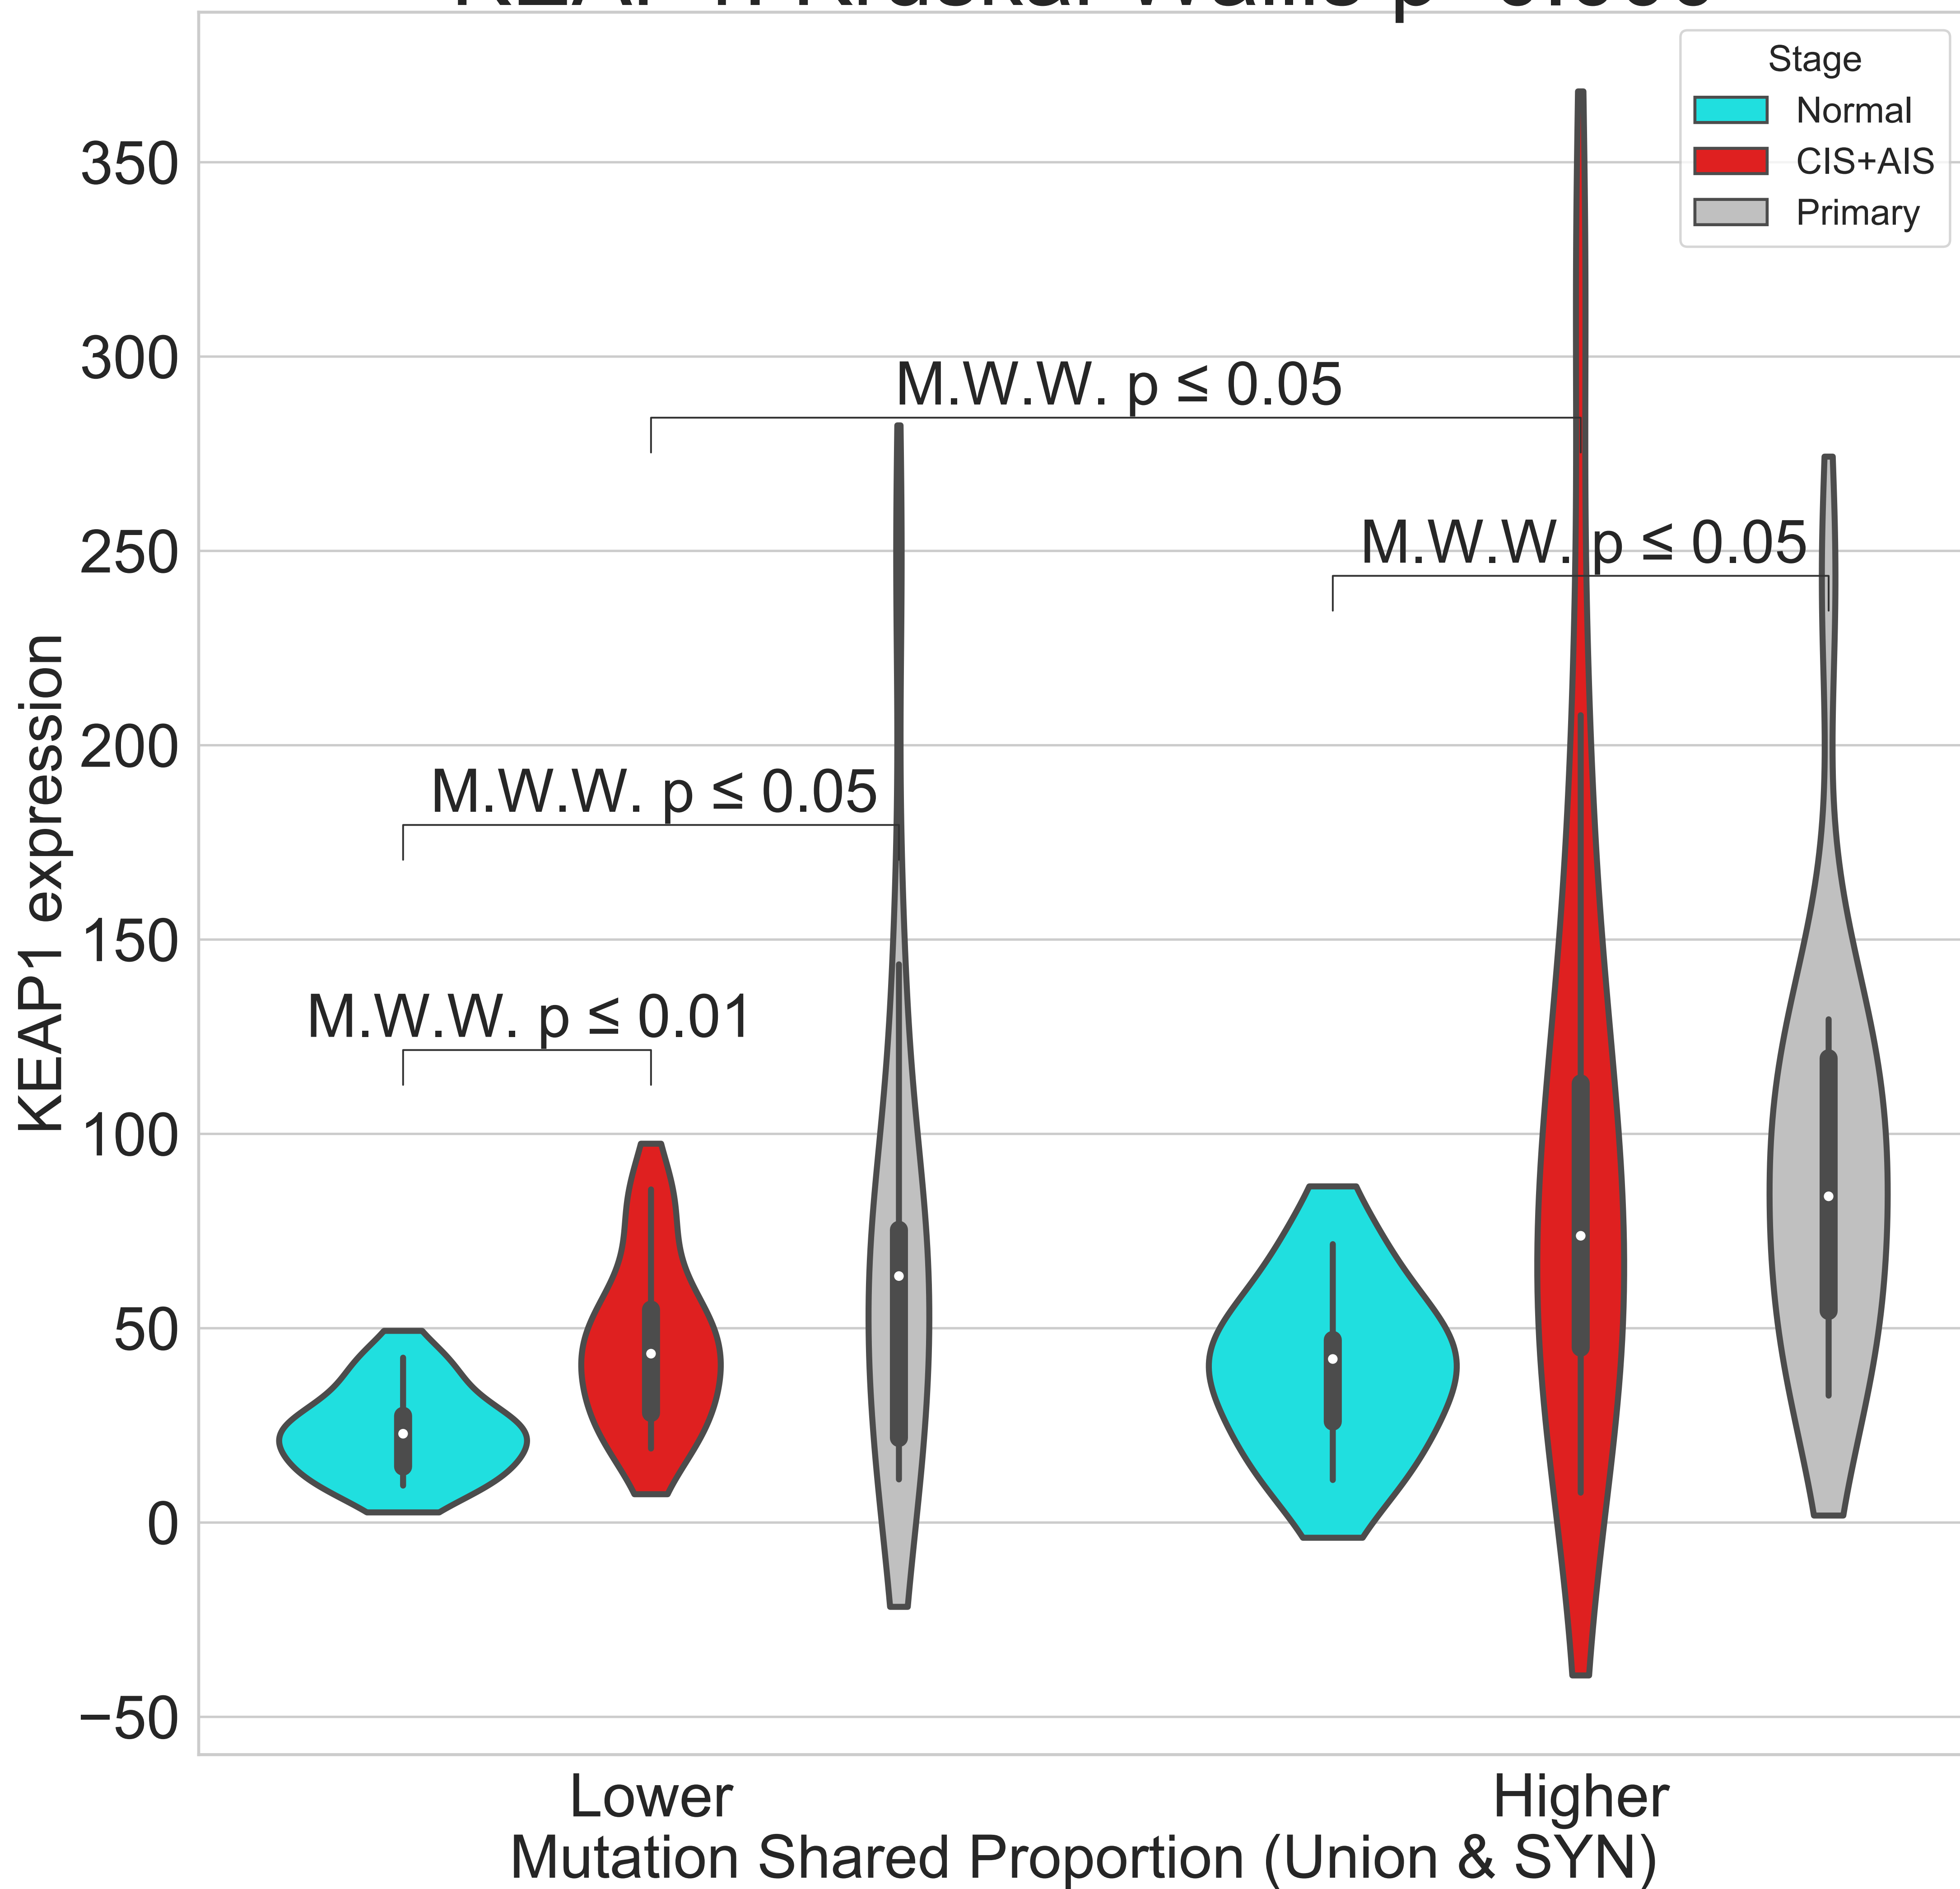 Stage
Normal
CIS+AIS
Primary
350
300
250
200
150
100
50
0
−50
KEAP1 expression
M.W.W. p ≤ 0.05
M.W.W. p ≤ 0.05
M.W.W. p ≤ 0.05
M.W.W. p ≤ 0.01
Lower
Higher
Mutation Shared Proportion (Union & SYN)